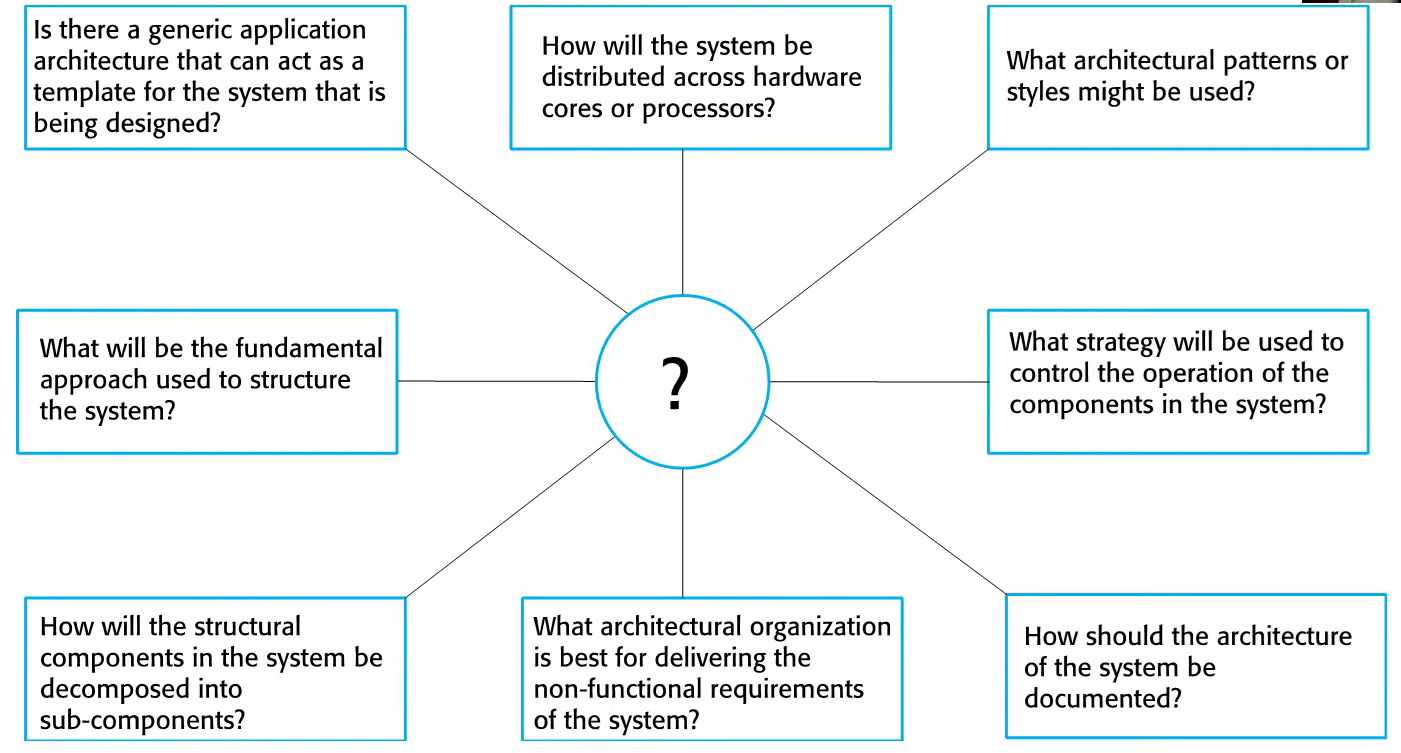 Is there a generic application
architecture that can act as a
template for the system that is
being designed?
How will the system be
distributed across hardware
cores or processors?
What architectural patterns or
styles might be used?
What will be the fundamental
approach used to structure
the system?
?
What strategy will be used to
control the operation of the
components in the system?
How will the structural
components in the system be
decomposed into
sub-components?
What architectural organization
is best for delivering the
non-functional requirements
of the system?
How should the architecture
of the system be
documented?